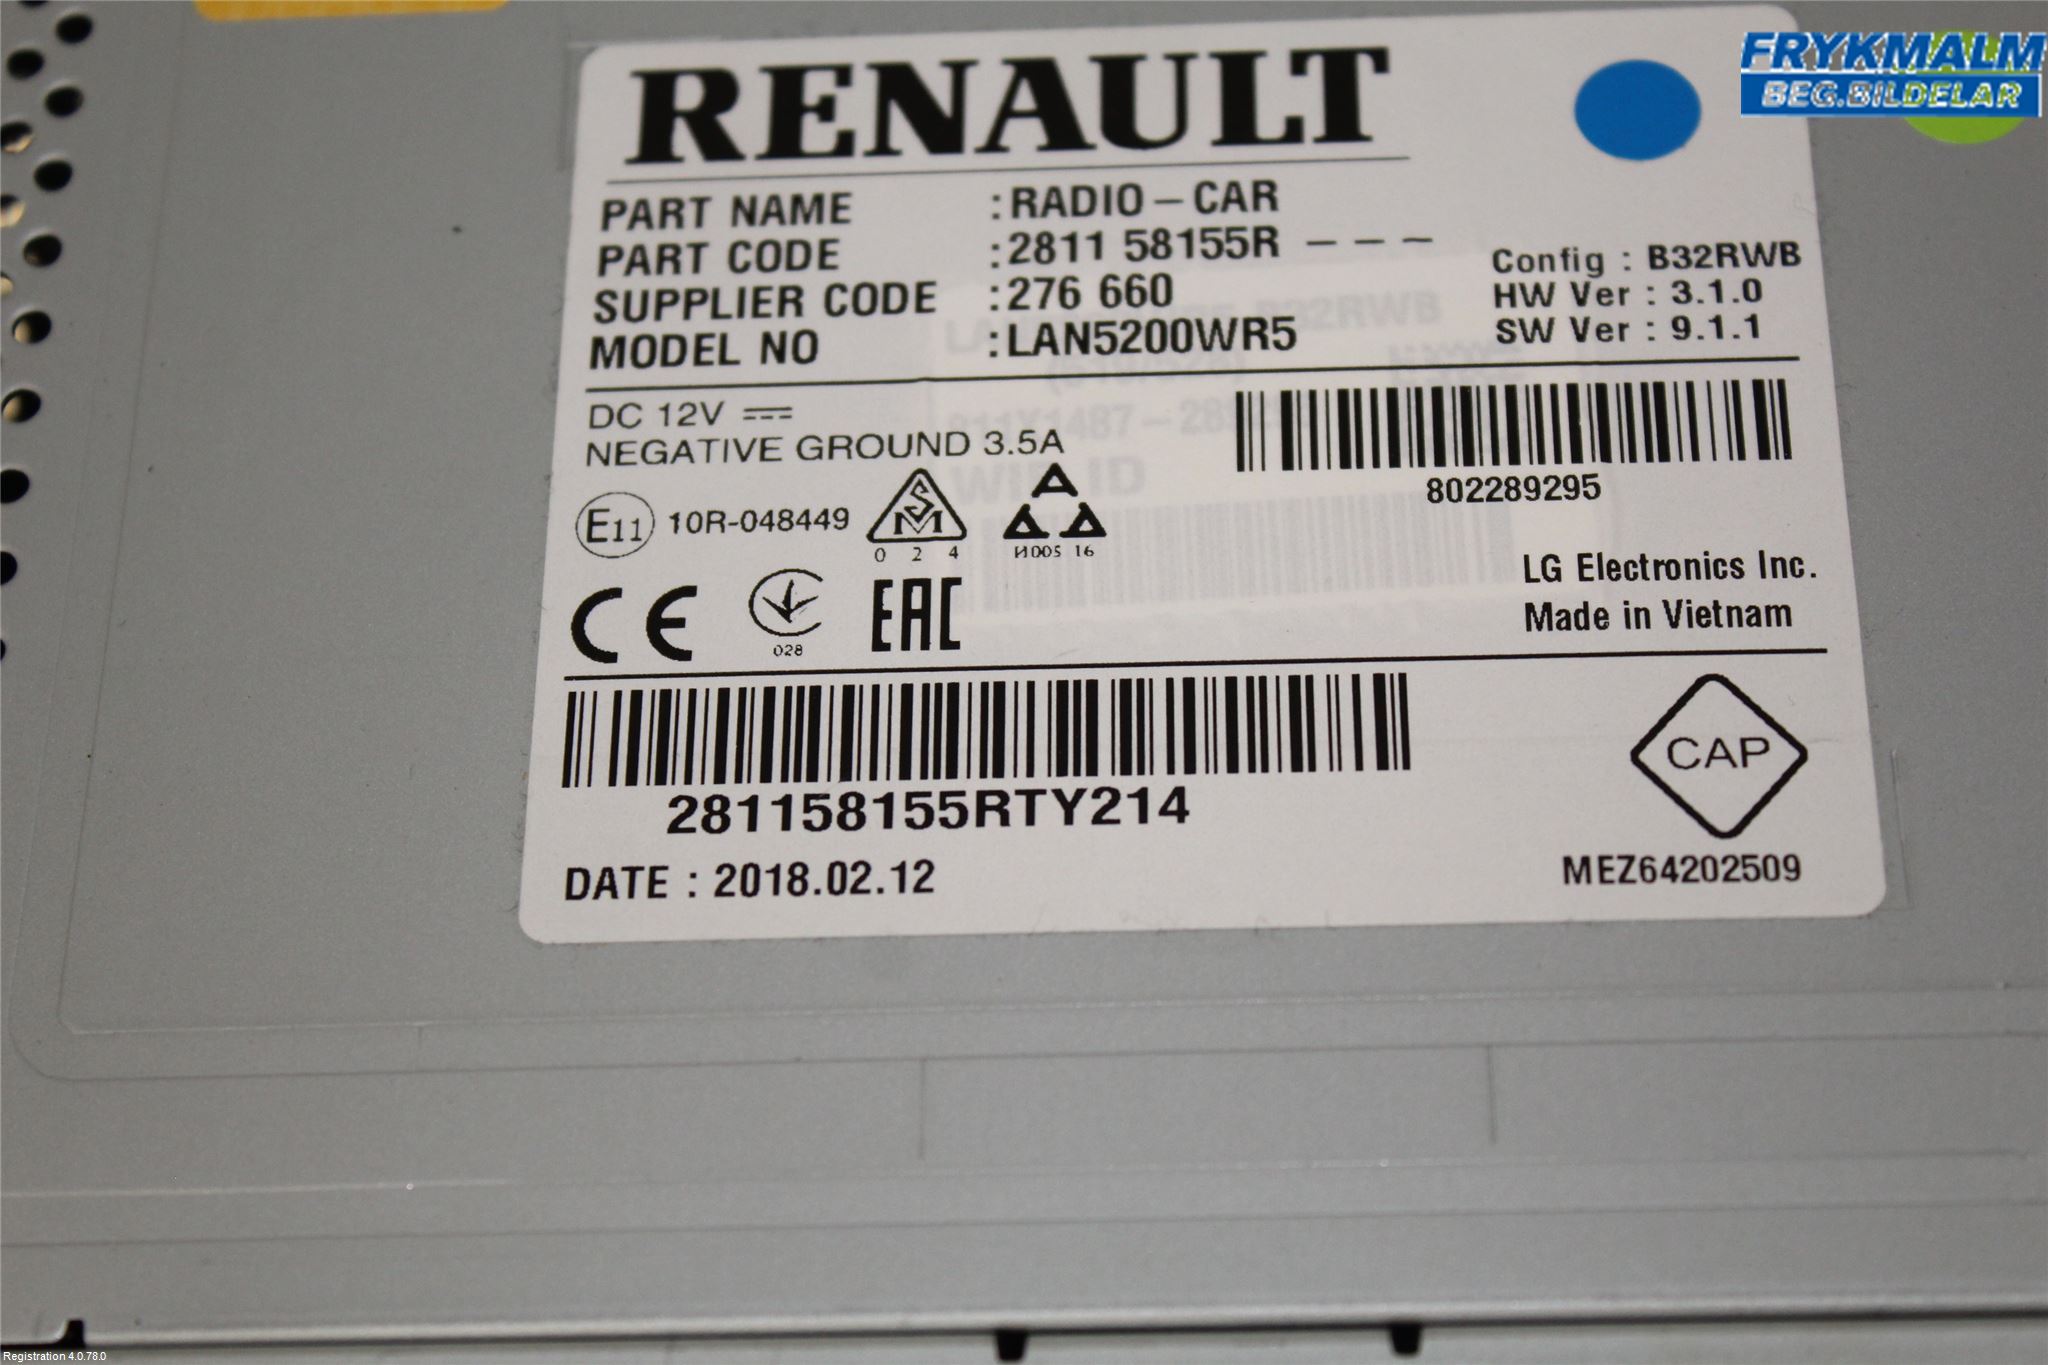 FRYKMALM
BEG.BILDELAR
RENAULT
PART NAME :RADIO-CAR
PART CODE :2811 58155R ---
SUPPLIER CODE :276 660
MODEL NO :LAN5200WR5
Config : B32RWB
HW Ver : 3.1.0
SW Ver : 9.1.1
DC 12V
NEGATIVE GROUND 3.5A
802289295
E11 10R-048449
SM
0 2 4
И005 16
CE
028
EAC
LG Electronics Inc.
Made in Vietnam
281158155RTY214
CAP
DATE : 2018.02.12
MEZ64202509
Registration 4.0.78.0